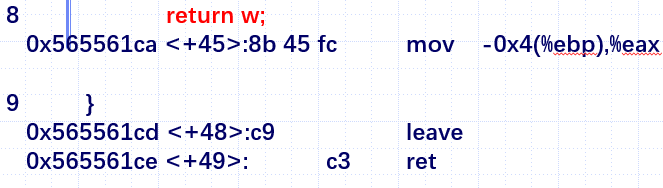 8 return w;
0x565561ca <+45>:8b 45 fc mov -0x4(%ebp),%eax
9 }
0x565561cd <+48>:c9 leave
0x565561ce <+49>: c3 ret